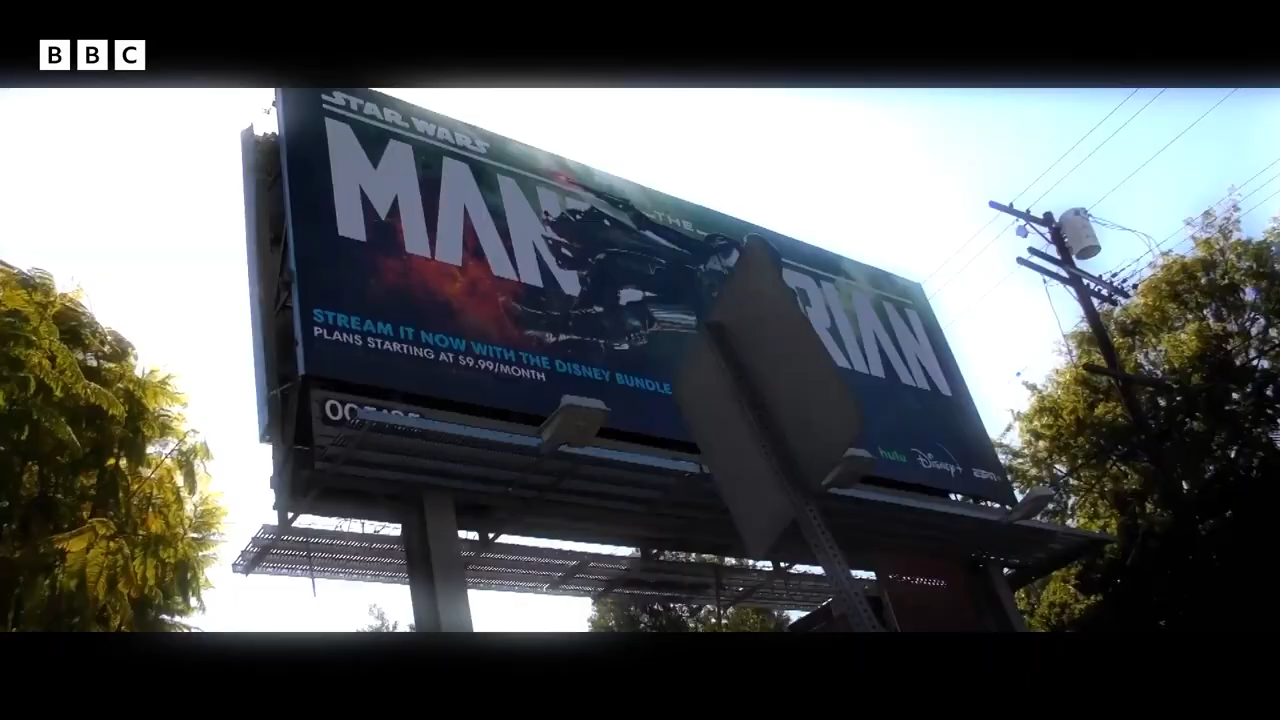 BBC
STAR WARS
THE
MAN RIAN
STREAM IT NOW WITH THE DISNEY BUNDLE
PLANS STARTING AT $9.99/MONTH
hulu Disney+ ESPN